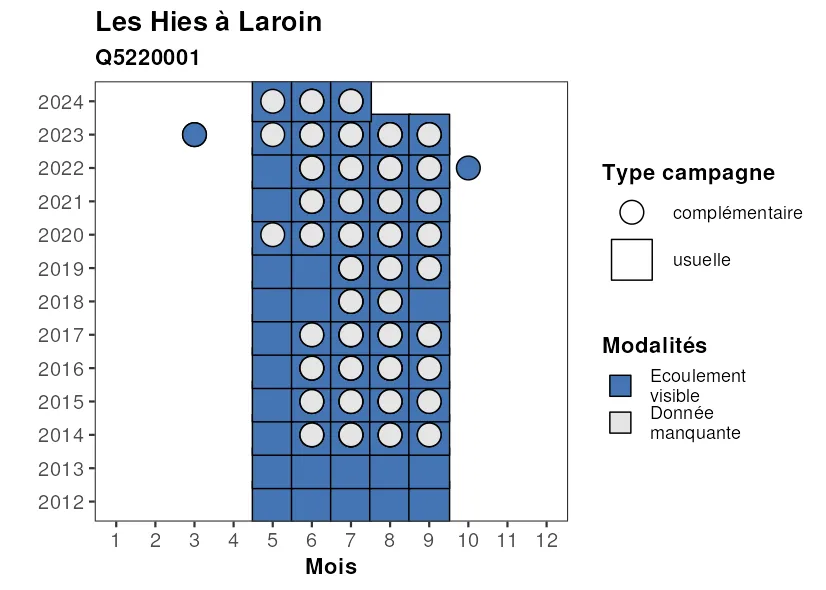 Les Hies à Laroin
Q5220001
2024
2023
2022
2021
2020
2019
2018
2017
2016
2015
2014
2013
2012
1 2 3 4 5 6 7 8 9 10 11 12
Mois
Type campagne
complémentaire
usuelle
Modalités
Ecoulement
visible
Donnée
manquante